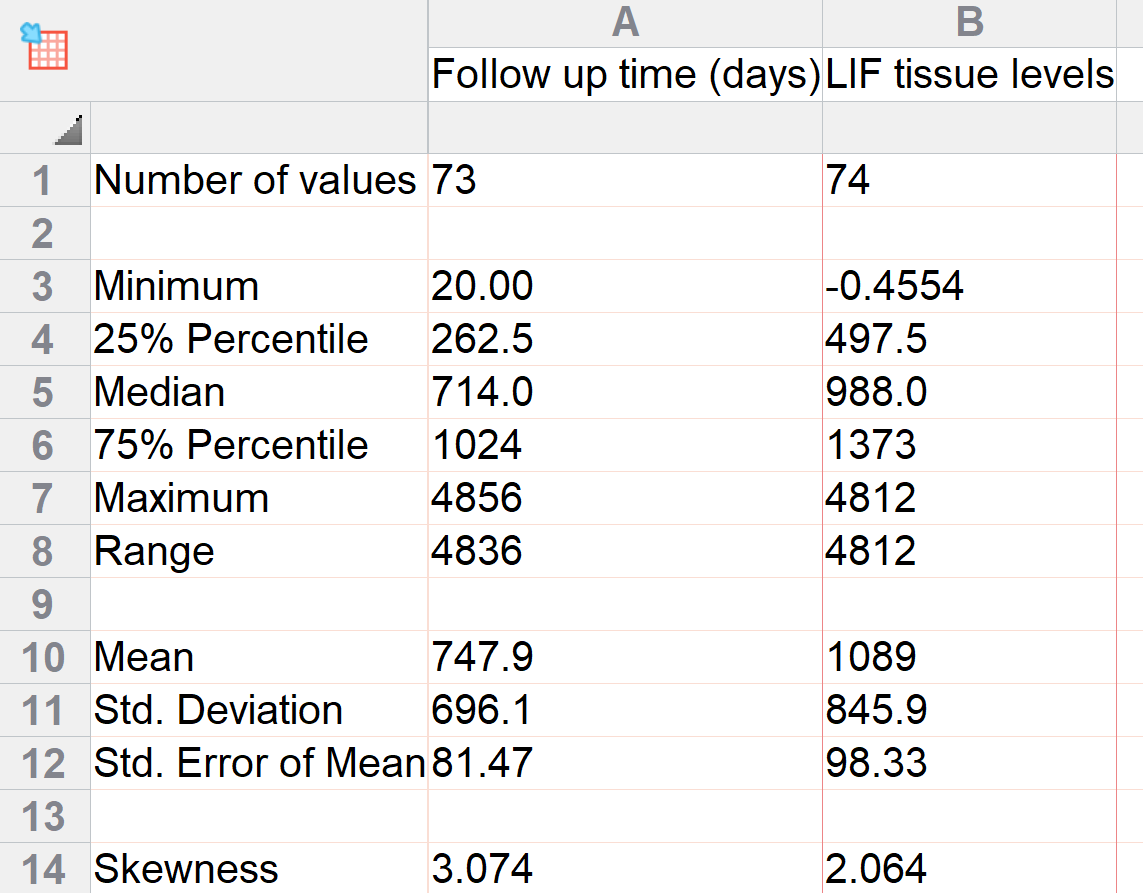 A B
Follow up time (days) LIF tissue levels
1 Number of values 73 74
2
3 Minimum 20.00 -0.4554
4 25% Percentile 262.5 497.5
5 Median 714.0 988.0
6 75% Percentile 1024 1373
7 Maximum 4856 4812
8 Range 4836 4812
9
10 Mean 747.9 1089
11 Std. Deviation 696.1 845.9
12 Std. Error of Mean 81.47 98.33
13
14 Skewness 3.074 2.064